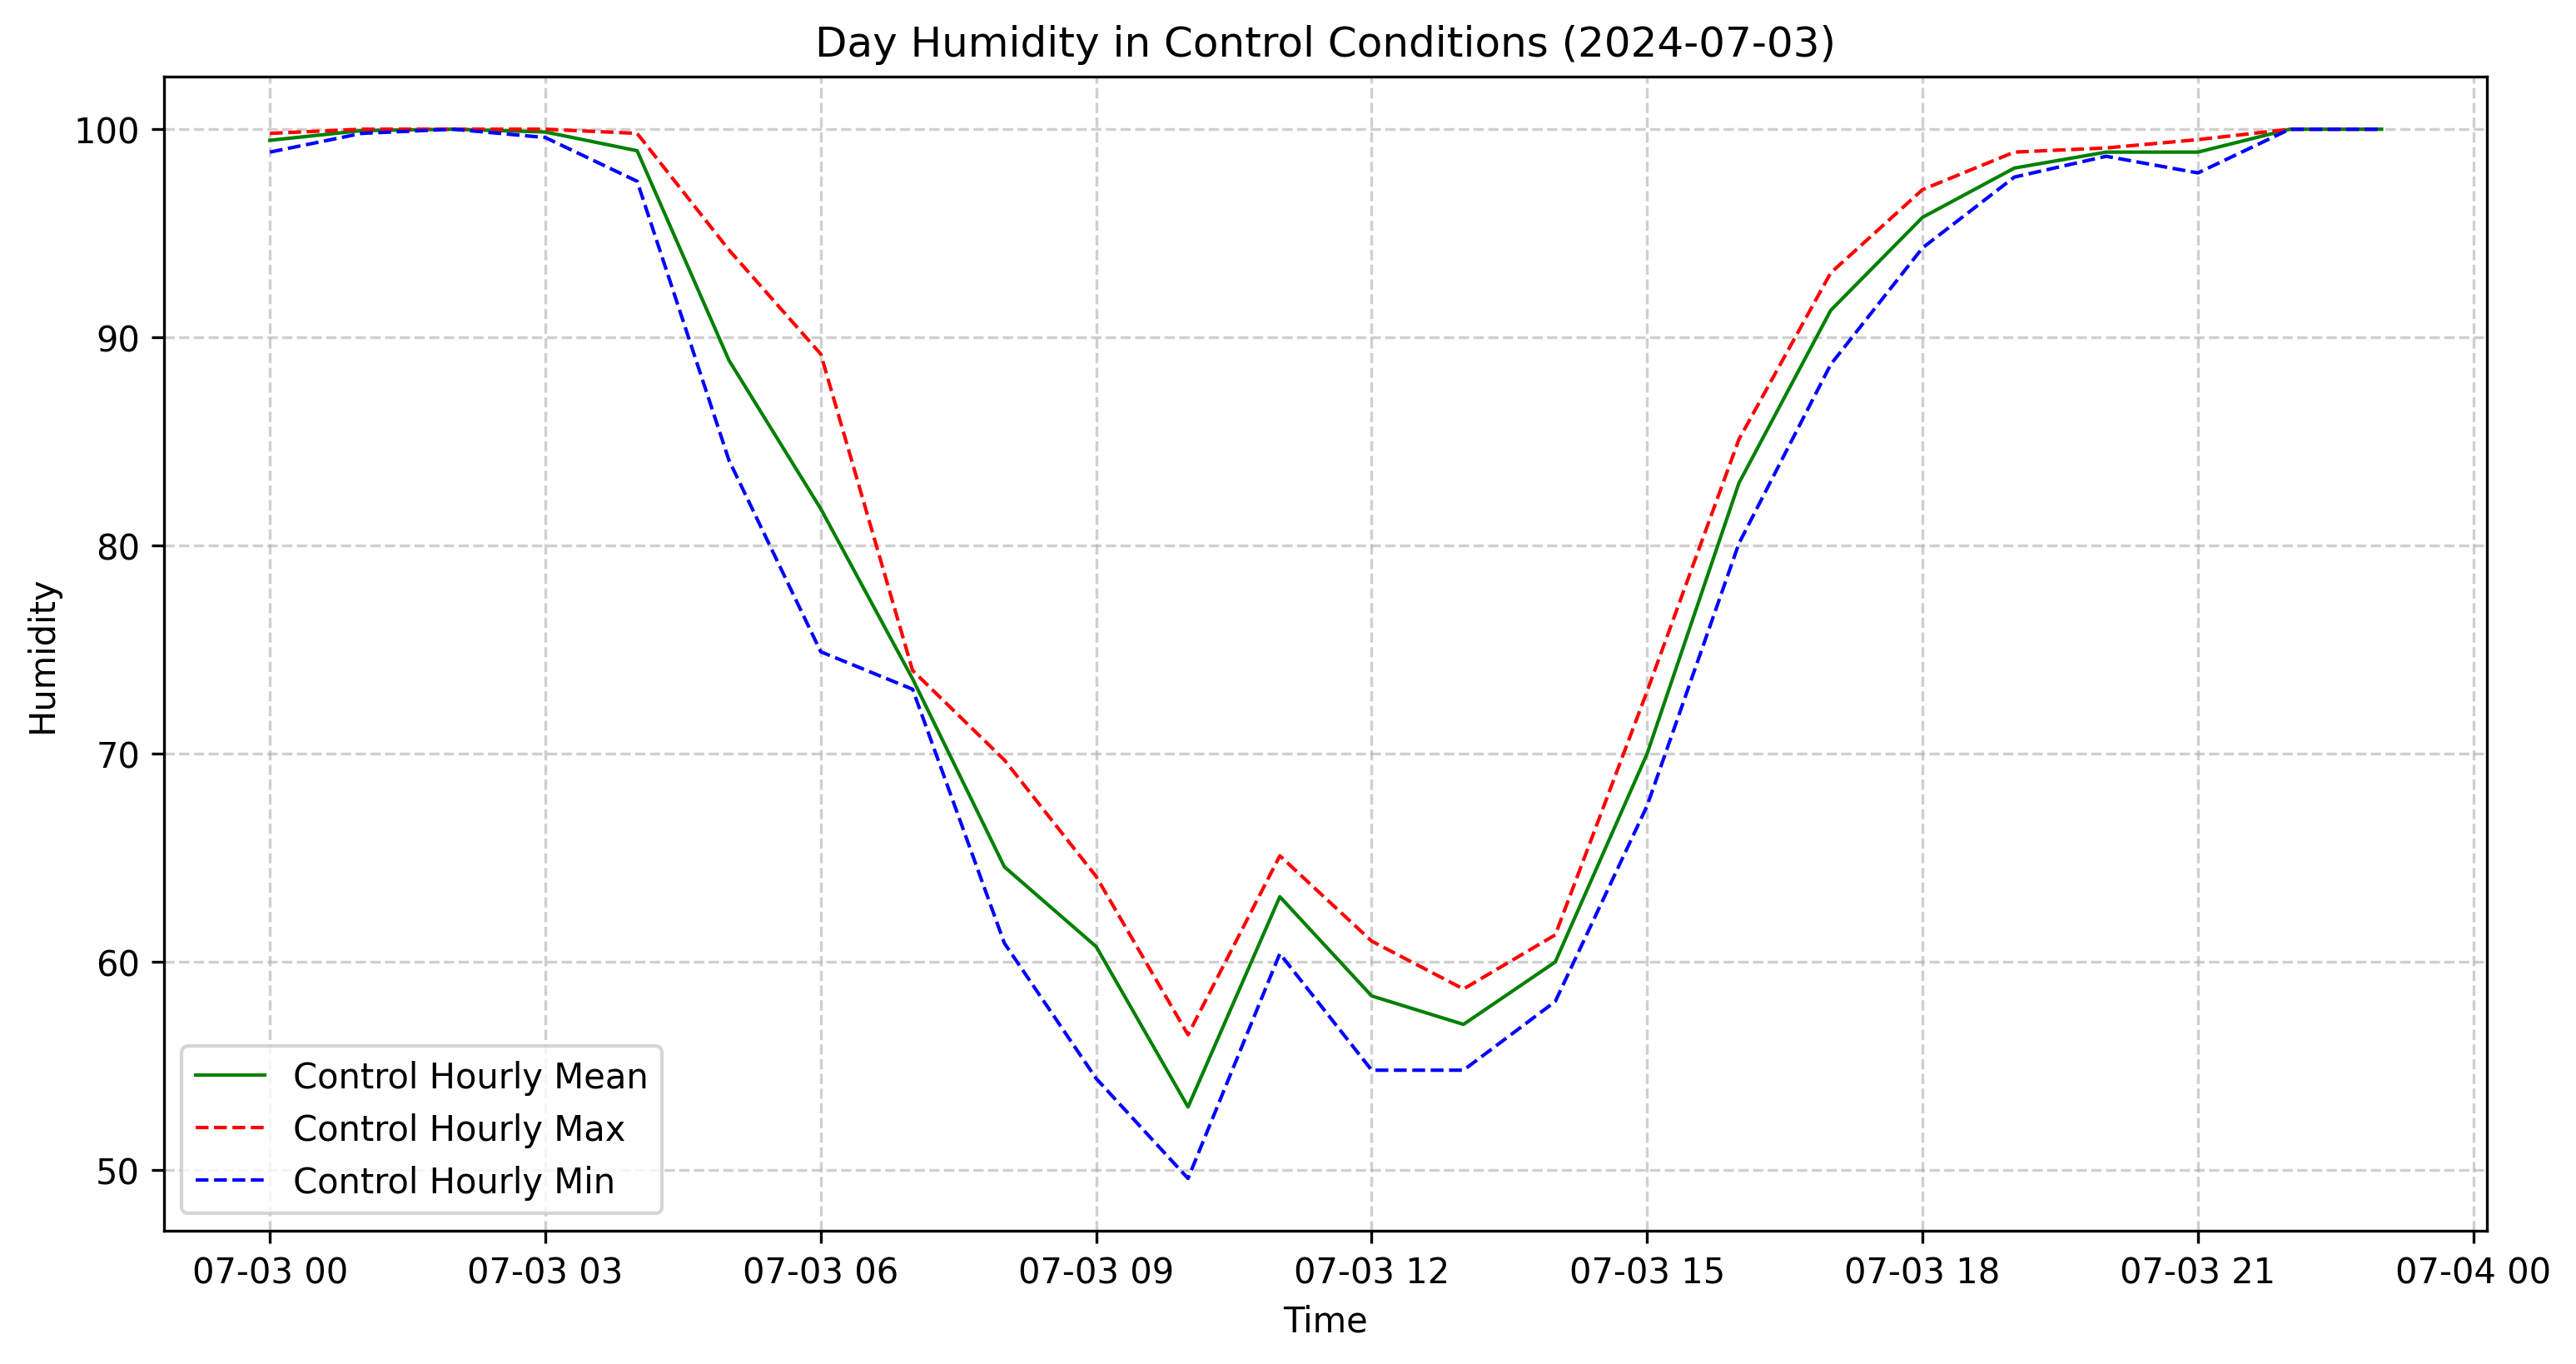 Day Humidity in Control Conditions (2024-07-03)
100
90
80
70
60
50
Humidity
Control Hourly Mean
Control Hourly Max
Control Hourly Min
07-03 00 07-03 03 07-03 06 07-03 09 07-03 12 07-03 15 07-03 18 07-03 21 07-04 00
Time